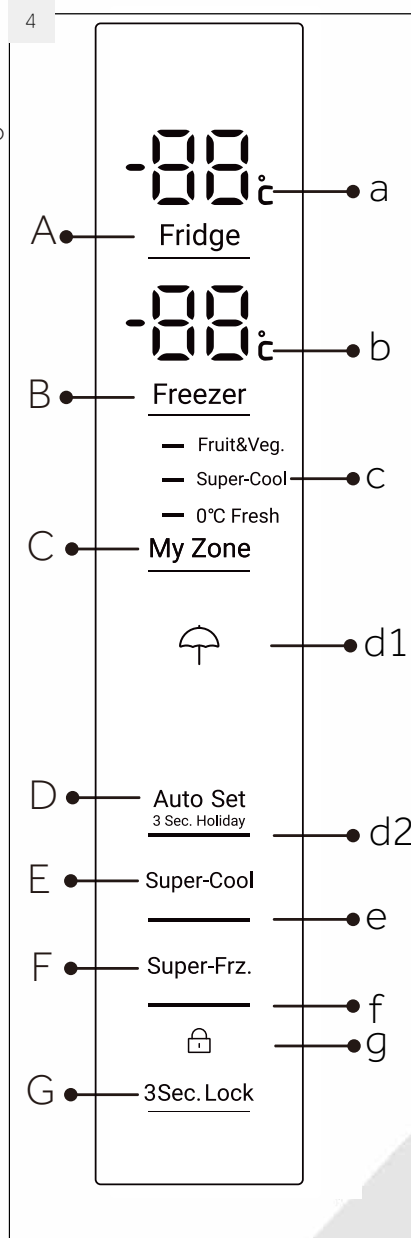 4
-88°c
a
A
Fridge
-88°c
b
B
Freezer
Fruit&Veg.
Super-Cool
c
0°C Fresh
C
My Zone
d1
D
Auto Set
3 Sec. Holiday
d2
E
Super-Cool
e
F
Super-Frz.
f
g
G
3Sec. Lock